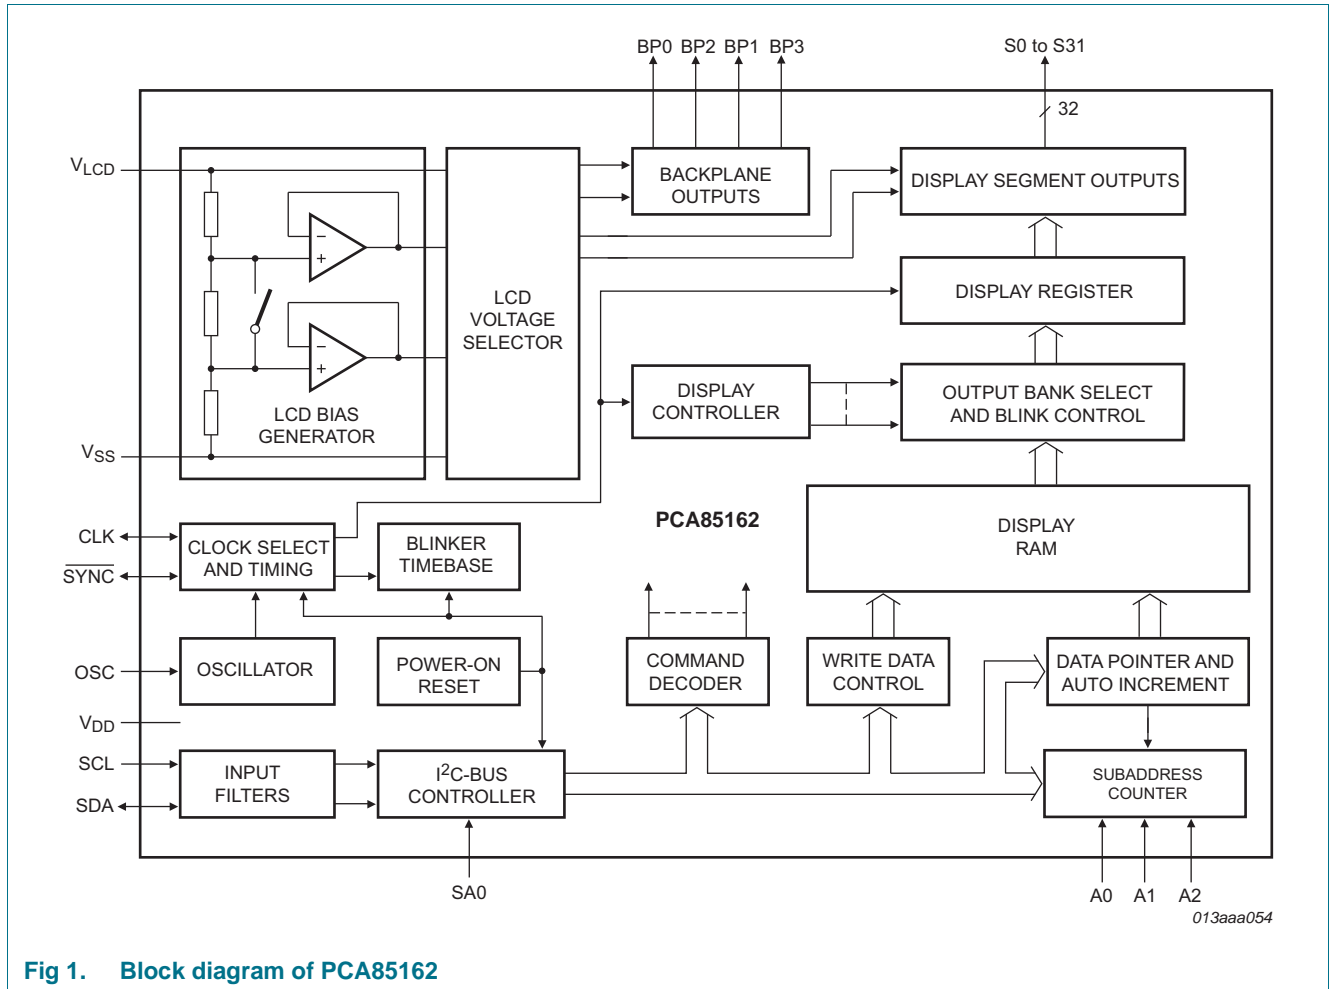 BP0 BP2 BP1 BP3
S0 to S31
32
VLCD
BACKPLANE
OUTPUTS
DISPLAY SEGMENT OUTPUTS
−
+
LCD
VOLTAGE
SELECTOR
DISPLAY REGISTER
−
+
LCD BIAS
GENERATOR
DISPLAY
CONTROLLER
OUTPUT BANK SELECT
AND BLINK CONTROL
VSS
CLK
SYNC
CLOCK SELECT
AND TIMING
BLINKER
TIMEBASE
PCA85162
DISPLAY
RAM
OSC
OSCILLATOR
POWER-ON
RESET
COMMAND
DECODER
WRITE DATA
CONTROL
DATA POINTER AND
AUTO INCREMENT
VDD
SCL
SDA
INPUT
FILTERS
I2C-BUS
CONTROLLER
SUBADDRESS
COUNTER
SA0
A0 A1 A2
013aaa054
Fig 1. Block diagram of PCA85162